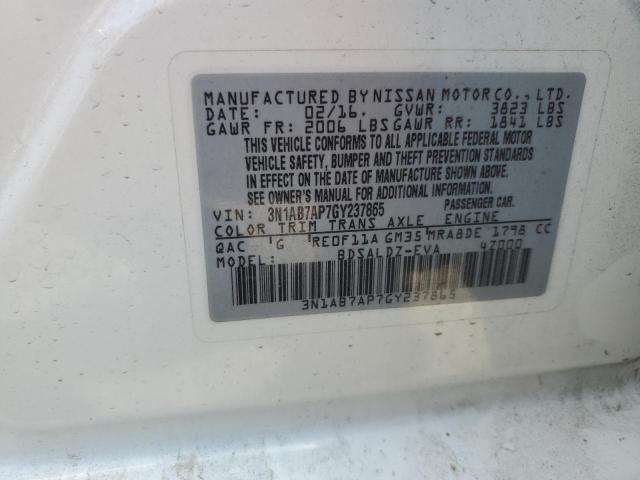 MANUFACTURED BY NISSAN MOTOR CO., LTD.
DATE: 02/16. GVWR: 3823 LBS
GAWR FR: 2006 LBS GAWR RR: 1841 LBS
THIS VEHICLE CONFORMS TO ALL APPLICABLE FEDERAL MOTOR
VEHICLE SAFETY, BUMPER AND THEFT PREVENTION STANDARDS
IN EFFECT ON THE DATE OF MANUFACTURE SHOWN ABOVE.
SEE OWNER'S MANUAL FOR ADDITIONAL INFORMATION
VIN: 3N1AB7AP7GY237865 PASSENGER CAR.
COLOR TRIM TRANS AXLE ENGINE
QAC G RE0F11A GM35 MRA8DE 1798 CC
BDSALDZ-EVA 4Z000
3N1AB7AP7GY237865